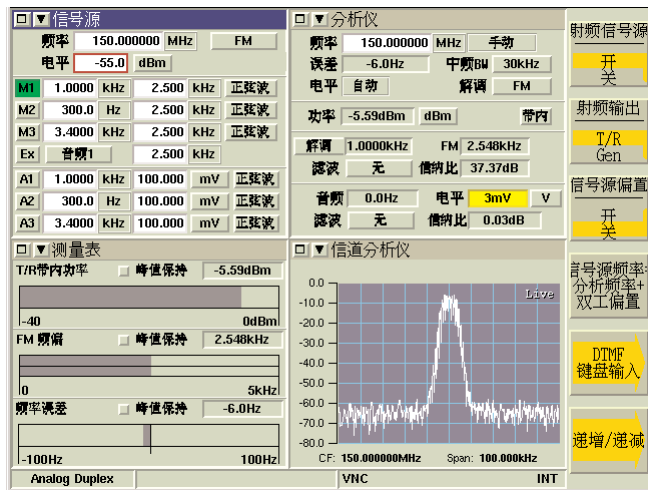 信号源
频率 150.000000 MHz FM
电平 -55.0 dBm
M1 1.0000 kHz 2.500 kHz 正弦波
M2 300.0 Hz 2.500 kHz 正弦波
M3 3.4000 kHz 2.500 kHz 正弦波
Ex 音频1 2.500 kHz
A1 1.0000 kHz 100.000 mV 正弦波
A2 300.0 Hz 100.000 mV 正弦波
A3 3.4000 kHz 100.000 mV 正弦波
分析仪
频率 150.000000 MHz 手动
误差 -6.0Hz 中频BW 30kHz
电平 自动 解调 FM
功率 -5.59dBm dBm 带内
解调 1.0000kHz FM 2.548kHz
滤波 无 信纳比 37.37dB
音频 0.0Hz 电平 3mV V
滤波 无 信纳比 0.03dB
测量表
T/R带内功率 峰值保持 -5.59dBm
-40 0dBm
FM 频偏 峰值保持 2.548kHz
0 5kHz
频率误差 峰值保持 -6.0Hz
-100Hz 100Hz
信道分析仪
Live
0.0
-10.0
-20.0
-30.0
-40.0
-50.0
-60.0
-70.0
-80.0
CF: 150.000000MHz Span: 100.000kHz
Analog Duplex VNC INT
射频信号源
开
关
射频输出
T/R
Gen
信号源偏置
开
关
信号源频率=
分析频率+
双工偏置
DTMF
键盘输入
递增/递减